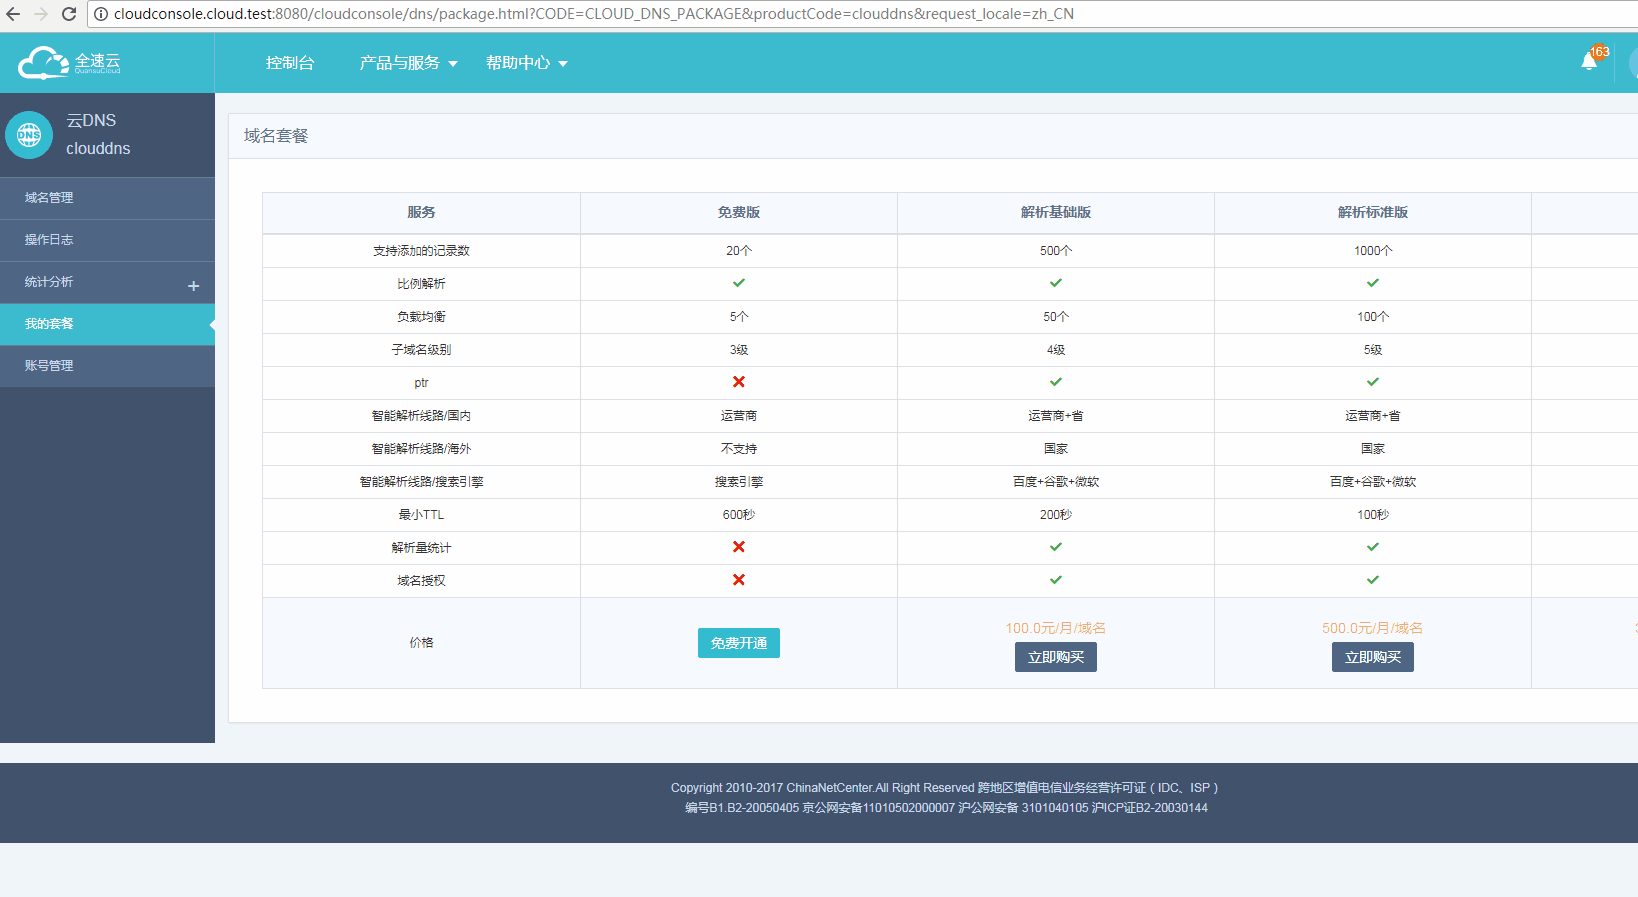 cloudconsole.cloud.test:8080/cloudconsole/dns/package.html?CODE=CLOUD_DNS_PACKAGE&productCode=clouddns&request_locale=zh_CN
全速云 控制台 产品与服务 帮助中心 163
QuansuCloud
云DNS
DNS
clouddns
域名管理
操作日志
统计分析 +
我的套餐
账号管理
域名套餐
服务 免费版 解析基础版 解析标准版
支持添加的记录数 20个 500个 1000个
比例解析
负载均衡 5个 50个 100个
子域名级别 3级 4级 5级
ptr
智能解析线路/国内 运营商 运营商+省 运营商+省
智能解析线路/海外 不支持 国家 国家
智能解析线路/搜索引擎 搜索引擎 百度+谷歌+微软 百度+谷歌+微软
最小TTL 600秒 200秒 100秒
解析量统计
域名授权
100.0元/月/域名 500.0元/月/域名
价格 免费开通 立即购买 立即购买
Copyright 2010-2017 ChinaNetCenter.All Right Reserved 跨地区增值电信业务经营许可证 ( IDC、ISP )
编号B1.B2-20050405 京公网安备11010502000007 沪公网安备 3101040105 沪ICP证B2-20030144